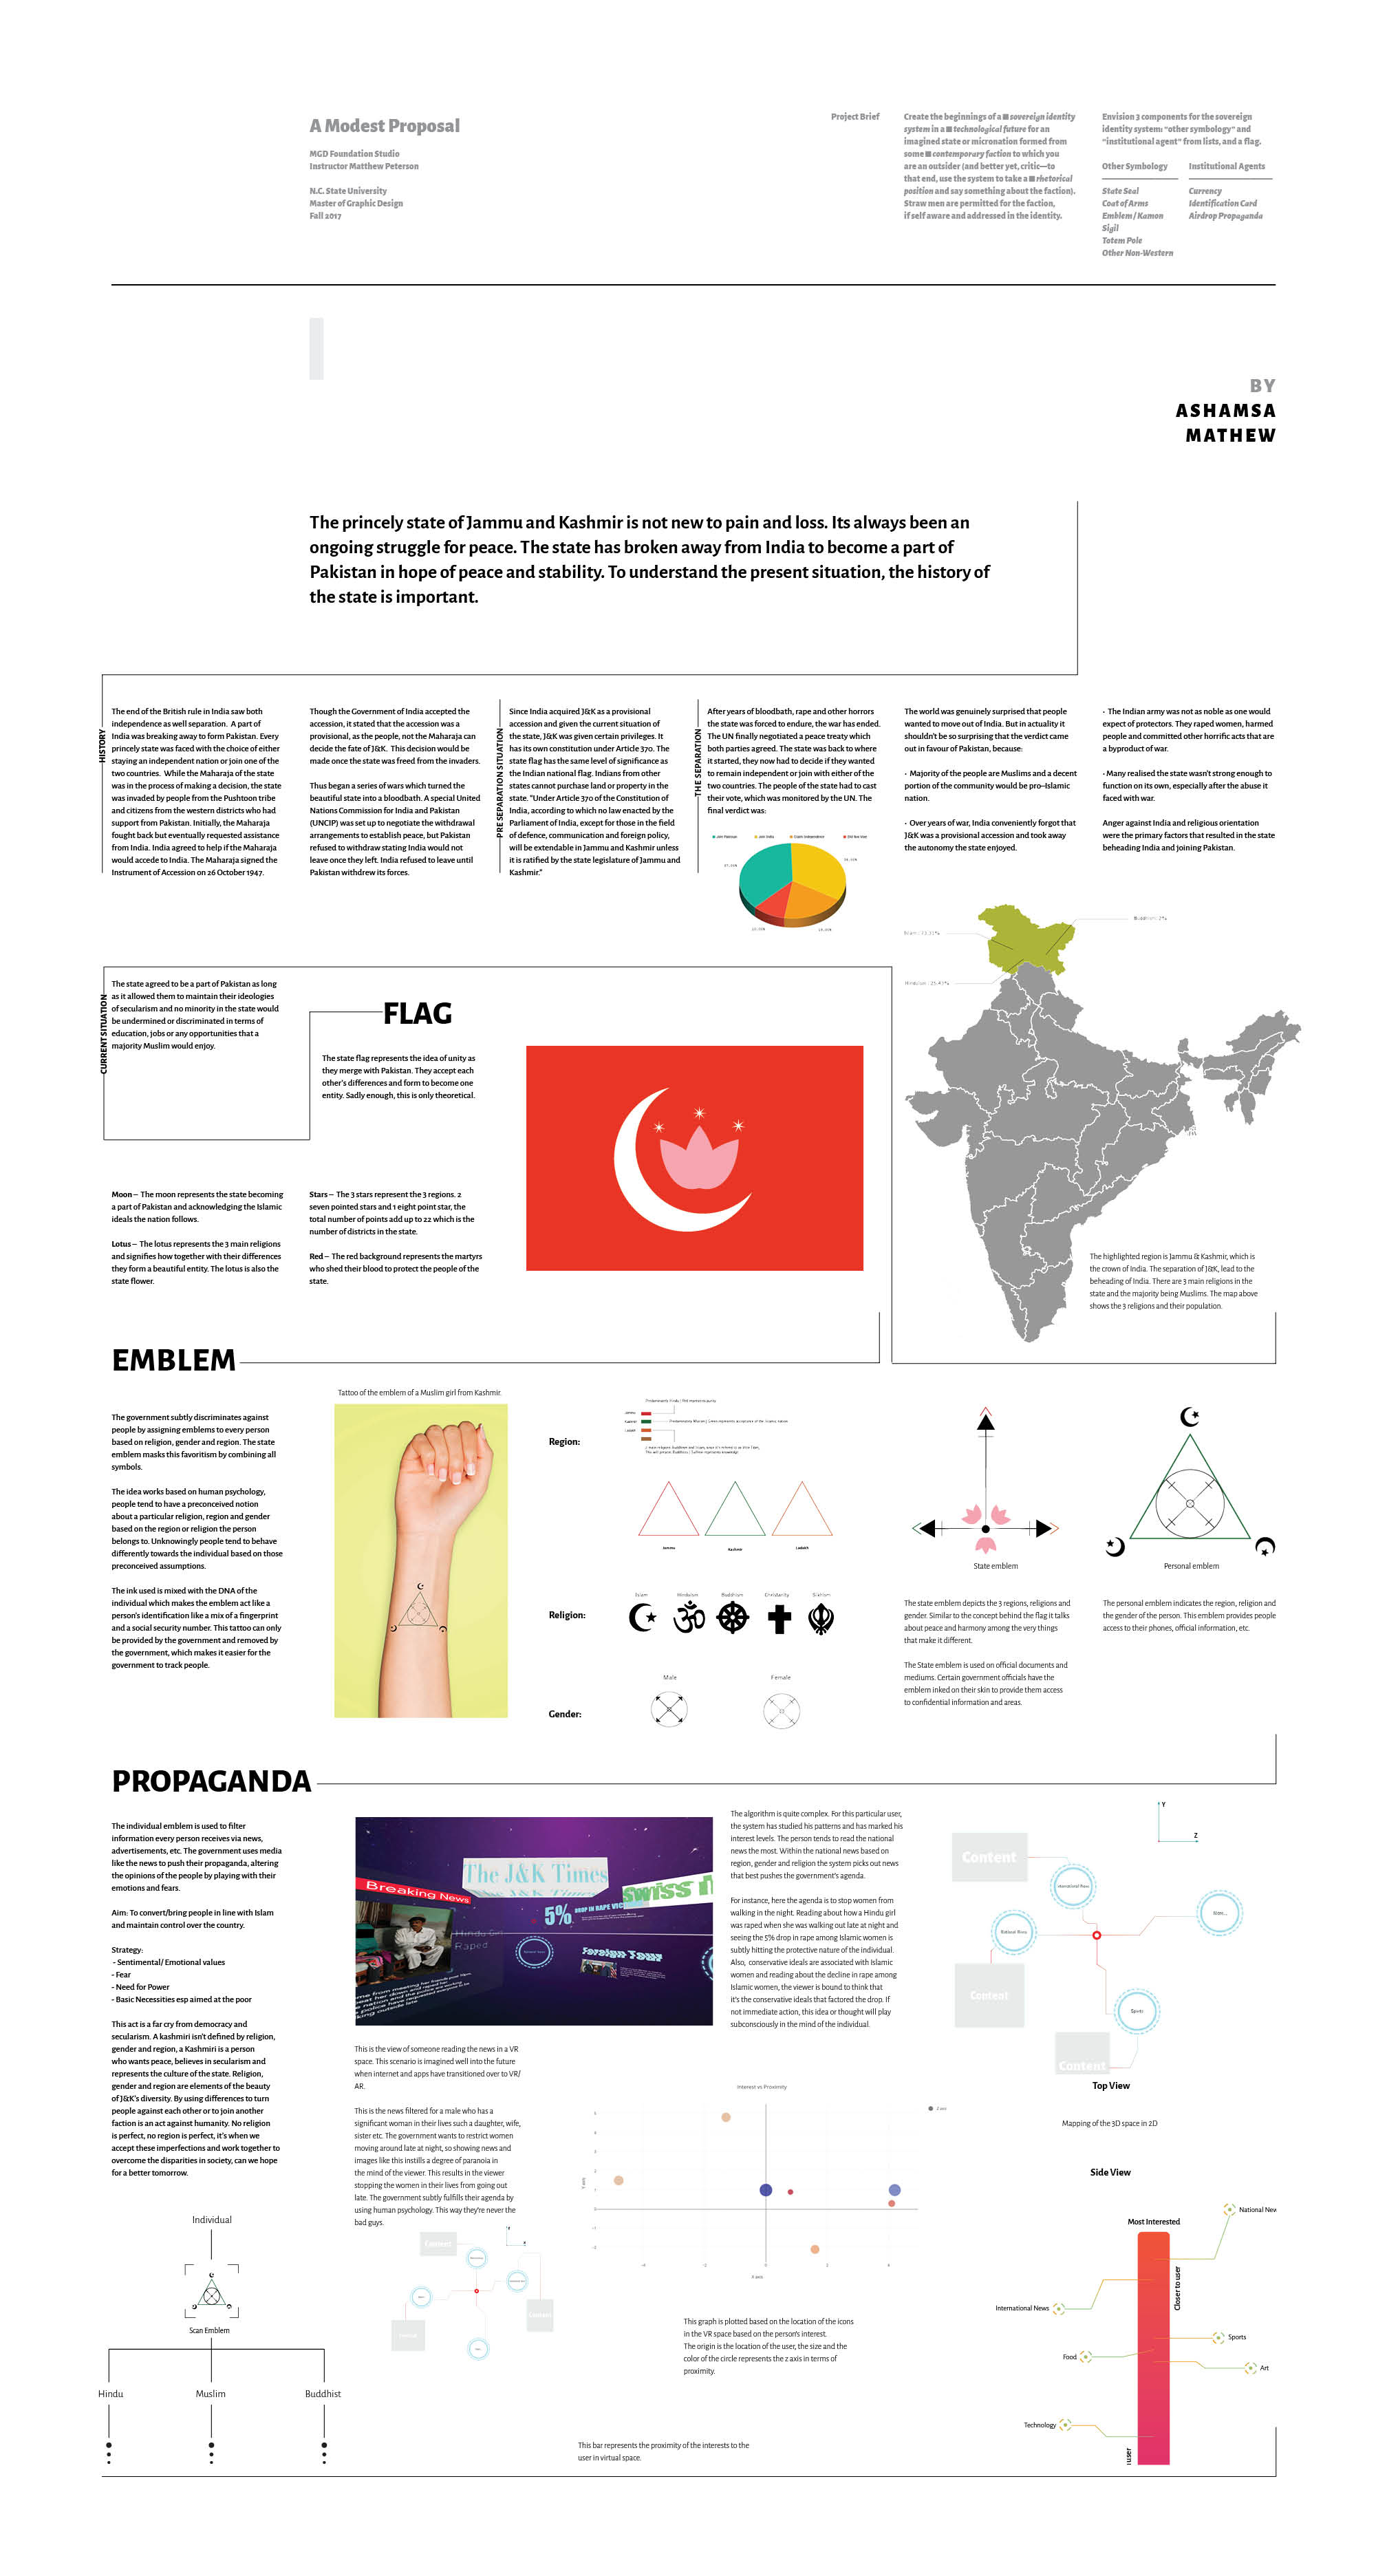 A Modest Proposal
MGD Foundation Studio
Instructor Matthew Peterson
N.C. State University
Master of Graphic Design
Fall 2017
Project Brief
Create the beginnings of a ■ sovereign identity
system in a ■ technological future for an
imagined state or micronation formed from
some ■ contemporary faction to which you
are an outsider (and better yet, critic—to
that end, use the system to take a ■ rhetorical
position and say something about the faction).
Straw men are permitted for the faction,
if self aware and addressed in the identity.
Envision 3 components for the sovereign
identity system: "other symbology" and
"institutional agent" from lists, and a flag.
Other Symbology
State Seal
Coat of Arms
Emblem / Kamon
Sigil
Totem Pole
Other Non-Western
Institutional Agents
Currency
Identification Card
Airdrop Propaganda
BY
ASHAMSA
MATHEW
The princely state of Jammu and Kashmir is not new to pain and loss. Its always been an
ongoing struggle for peace. The state has broken away from India to become a part of
Pakistan in hope of peace and stability. To understand the present situation, the history of
the state is important.
HISTORY
The end of the British rule in India saw both
independence as well separation. A part of
India was breaking away to form Pakistan. Every
princely state was faced with the choice of either
staying an independent nation or join one of the
two countries. While the Maharaja of the state
was in the process of making a decision, the state
was invaded by people from the Pushtoon tribe
and citizens from the western districts who had
support from Pakistan. Initially, the Maharaja
fought back but eventually requested assistance
from India. India agreed to help if the Maharaja
would accede to India. The Maharaja signed the
Instrument of Accession on 26 October 1947.
Though the Government of India accepted the
accession, it stated that the accession was a
provisional, as the people, not the Maharaja can
decide the fate of J&K. This decision would be
made once the state was freed from the invaders.
Thus began a series of wars which turned the
beautiful state into a bloodbath. A special United
Nations Commission for India and Pakistan
(UNCIP) was set up to negotiate the withdrawal
arrangements to establish peace, but Pakistan
refused to withdraw stating India would not
leave once they left. India refused to leave until
Pakistan withdrew its forces.
PRE SEPARATION SITUATION
Since India acquired J&K as a provisional
accession and given the current situation of
the state, J&K was given certain privileges. It
has its own constitution under Article 370. The
state flag has the same level of significance as
the Indian national flag. Indians from other
states cannot purchase land or property in the
state. "Under Article 370 of the Constitution of
India, according to which no law enacted by the
Parliament of India, except for those in the field
of defence, communication and foreign policy,
will be extendable in Jammu and Kashmir unless
it is ratified by the state legislature of Jammu and
Kashmir."
THE SEPARATION
After years of bloodbath, rape and other horrors
the state was forced to endure, the war has ended.
The UN finally negotiated a peace treaty which
both parties agreed. The state was back to where
it started, they now had to decide if they wanted
to remain independent or join with either of the
two countries. The people of the state had to cast
their vote, which was monitored by the UN. The
final verdict was:
The world was genuinely surprised that people
wanted to move out of India. But in actuality it
shouldn't be so surprising that the verdict came
out in favour of Pakistan, because:
· Majority of the people are Muslims and a decent
portion of the community would be pro–Islamic
nation.
· Over years of war, India conveniently forgot that
J&K was a provisional accession and took away
the autonomy the state enjoyed.
· The Indian army was not as noble as one would
expect of protectors. They raped women, harmed
people and committed other horrific acts that are
a byproduct of war.
· Many realised the state wasn't strong enough to
function on its own, especially after the abuse it
faced with war.
Anger against India and religious orientation
were the primary factors that resulted in the state
beheading India and joining Pakistan.
CURRENT SITUATION
The state agreed to be a part of Pakistan as long
as it allowed them to maintain their ideologies
of secularism and no minority in the state would
be undermined or discriminated in terms of
education, jobs or any opportunities that a
majority Muslim would enjoy.
FLAG
The state flag represents the idea of unity as
they merge with Pakistan. They accept each
other's differences and form to become one
entity. Sadly enough, this is only theoretical.
Moon – The moon represents the state becoming
a part of Pakistan and acknowledging the Islamic
ideals the nation follows.
Lotus – The lotus represents the 3 main religions
and signifies how together with their differences
they form a beautiful entity. The lotus is also the
state flower.
Stars – The 3 stars represent the 3 regions. 2
seven pointed stars and 1 eight point star, the
total number of points add up to 22 which is the
number of districts in the state.
Red – The red background represents the martyrs
who shed their blood to protect the people of the
state.
The highlighted region is Jammu & Kashmir, which is
the crown of India. The separation of J&K, lead to the
beheading of India. There are 3 main religions in the
state and the majority being Muslims. The map above
shows the 3 religions and their population.
EMBLEM
The government subtly discriminates against
people by assigning emblems to every person
based on religion, gender and region. The state
emblem masks this favoritism by combining all
symbols.
The idea works based on human psychology,
people tend to have a preconceived notion
about a particular religion, region and gender
based on the region or religion the person
belongs to. Unknowingly people tend to behave
differently towards the individual based on those
preconceived assumptions.
The ink used is mixed with the DNA of the
individual which makes the emblem act like a
person's identification like a mix of a fingerprint
and a social security number. This tattoo can only
be provided by the government and removed by
the government, which makes it easier for the
government to track people.
Tattoo of the emblem of a Muslim girl from Kashmir.
Region:
Jammu
Kashmir
Ladakh
Religion:
Islam
Hinduism
Buddhism
Christianity
Sikhism
Gender:
Male
Female
State emblem
Personal emblem
The state emblem depicts the 3 regions, religions and
gender. Similar to the concept behind the flag it talks
about peace and harmony among the very things
that make it different.
The State emblem is used on official documents and
mediums. Certain government officials have the
emblem inked on their skin to provide them access
to confidential information and areas.
The personal emblem indicates the region, religion and
the gender of the person. This emblem provides people
access to their phones, official information, etc.
PROPAGANDA
The individual emblem is used to filter
information every person receives via news,
advertisements, etc. The government uses media
like the news to push their propaganda, altering
the opinions of the people by playing with their
emotions and fears.
Aim: To convert/bring people in line with Islam
and maintain control over the country.
Strategy:
- Sentimental/ Emotional values
- Fear
- Need for Power
- Basic Necessities esp aimed at the poor
This act is a far cry from democracy and
secularism. A kashmiri isn't defined by religion,
gender and region, a Kashmiri is a person
who wants peace, believes in secularism and
represents the culture of the state. Religion,
gender and region are elements of the beauty
of J&K's diversity. By using differences to turn
people against each other or to join another
faction is an act against humanity. No religion
is perfect, no region is perfect, it's when we
accept these imperfections and work together to
overcome the disparities in society, can we hope
for a better tomorrow.
Individual
Scan Emblem
Hindu
Muslim
Buddhist
The J&K Times
Breaking News
5%
DROP IN RAPE
Hindu Girl
Raped
Foreign Tour
This is the view of someone reading the news in a VR
space. This scenario is imagined well into the future
when internet and apps have transitioned over to VR/
AR.
This is the news filtered for a male who has a
significant woman in their lives such a daughter, wife,
sister etc. The government wants to restrict women
moving around late at night, so showing news and
images like this instills a degree of paranoia in
the mind of the viewer. This results in the viewer
stopping the women in their lives from going out
late. The government subtly fulfills their agenda by
using human psychology. This way they're never the
bad guys.
The algorithm is quite complex. For this particular user,
the system has studied his patterns and has marked his
interest levels. The person tends to read the national
news the most. Within the national news based on
region, gender and religion the system picks out news
that best pushes the government's agenda.
For instance, here the agenda is to stop women from
walking in the night. Reading about how a Hindu girl
was raped when she was walking out late at night and
seeing the 5% drop in rape among Islamic women is
subtly hitting the protective nature of the individual.
Also, conservative ideals are associated with Islamic
women and reading about the decline in rape among
Islamic women, the viewer is bound to think that
it's the conservative ideals that factored the drop. If
not immediate action, this idea or thought will play
subconsciously in the mind of the individual.
Y
Z
Content
Content
Content
Sports
Top View
Mapping of the 3D space in 2D
Interest vs Proximity
X axis
This graph is plotted based on the location of the icons
in the VR space based on the person's interest.
The origin is the location of the user, the size and the
color of the circle represents the z axis in terms of
proximity.
This bar represents the proximity of the interests to the
user in virtual space.
Side View
Most Interested
Closer to user
National New
International News
Sports
Food
Art
Technology
user